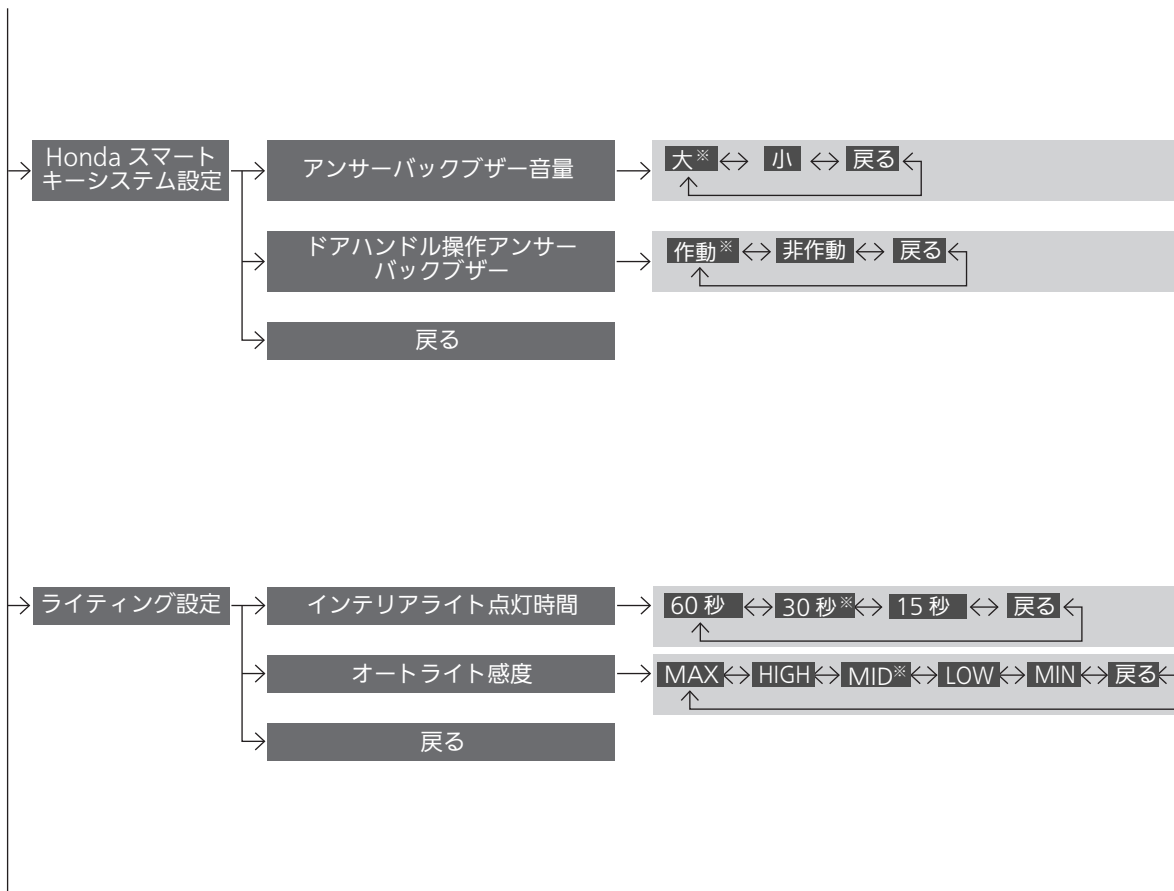 Honda スマート
キーシステム設定
アンサーバックブザー音量
大※ ↔ 小 ↔ 戻る
ドアハンドル操作アンサー
バックブザー
作動※ ↔ 非作動 ↔ 戻る
戻る
ライティング設定
インテリアライト点灯時間
60 秒 ↔ 30 秒※ ↔ 15 秒 ↔ 戻る
オートライト感度
MAX ↔ HIGH ↔ MID※ ↔ LOW ↔ MIN ↔ 戻る
戻る